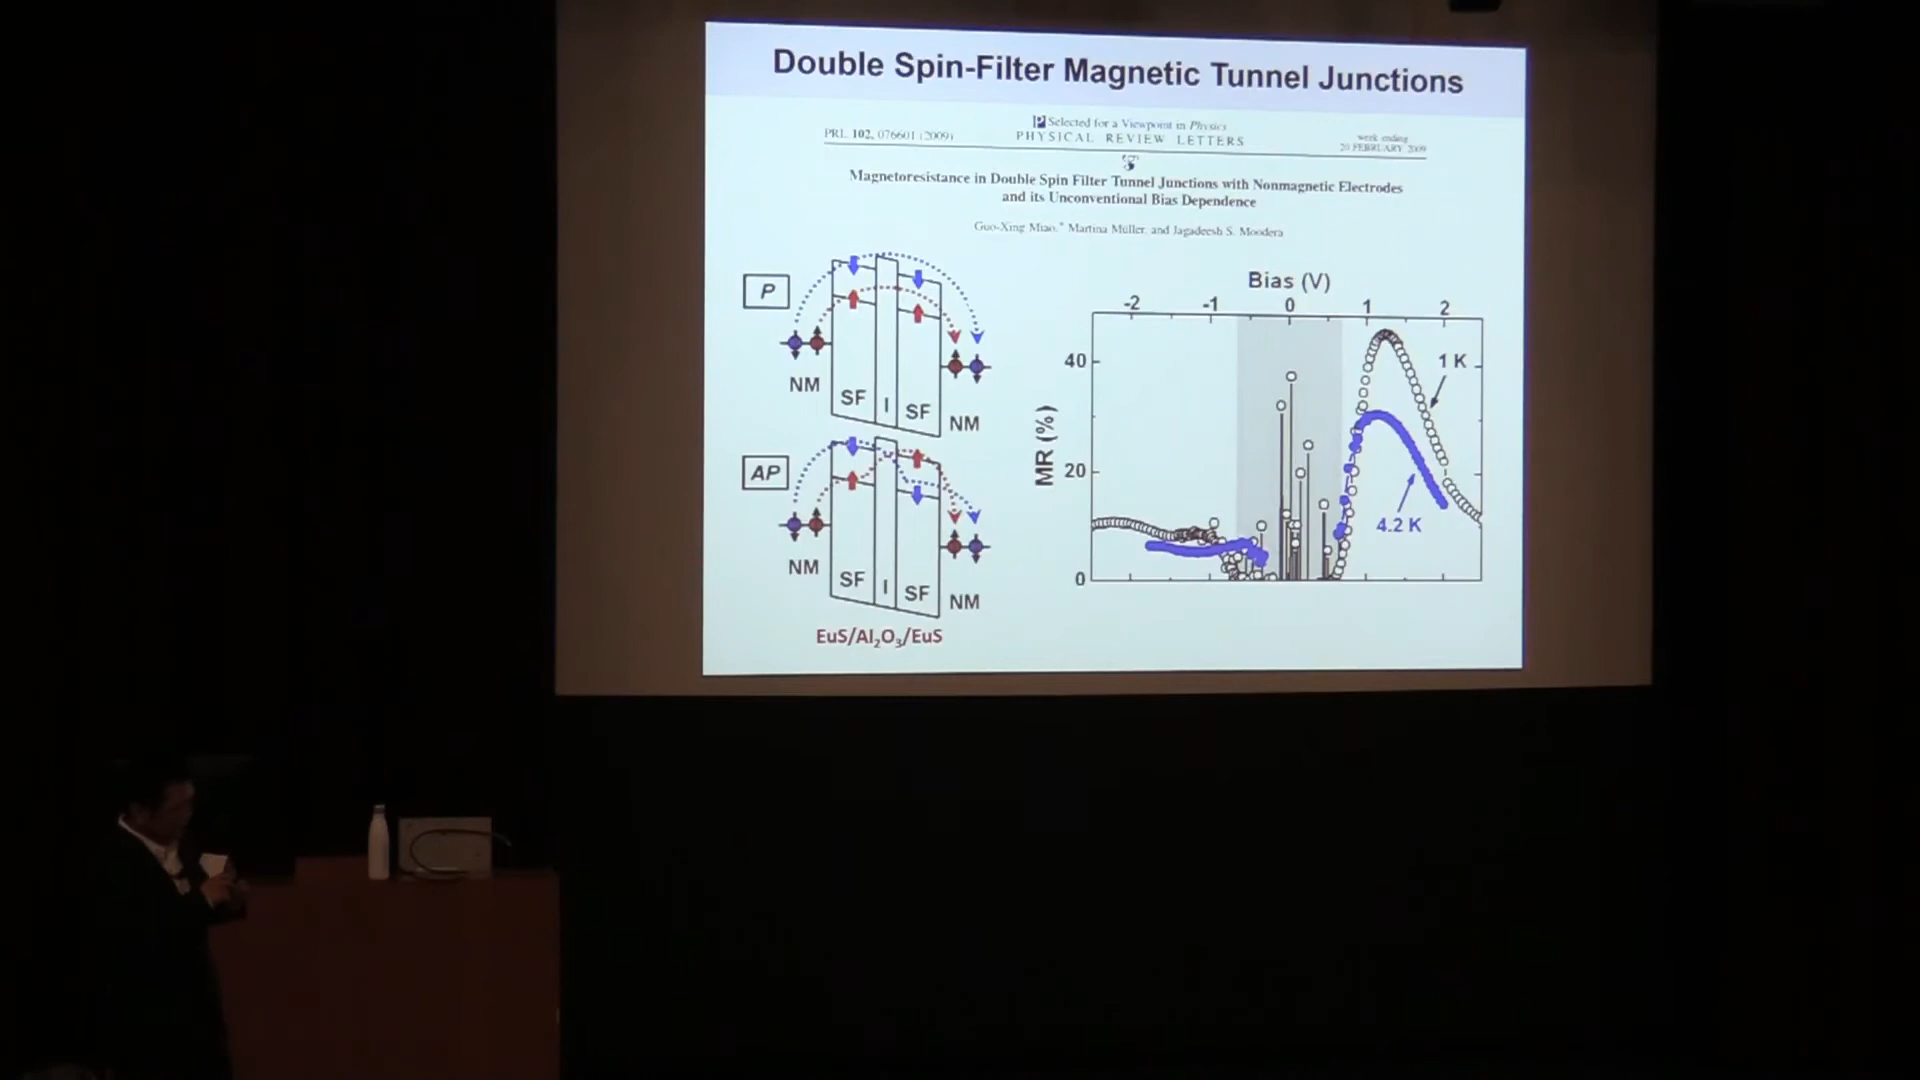 Double Spin-Filter Magnetic Tunnel Junctions
Selected for a Viewpoint in Physics
PRL 102, 076601 (2009)
PHYSICAL REVIEW LETTERS
week ending
20 FEBRUARY 2009
Magnetoresistance in Double Spin Filter Tunnel Junctions with Nonmagnetic Electrodes
and its Unconventional Bias Dependence
Guo-Xing Miao,* Martina Müller, and Jagadeesh S. Moodera
P
NM
SF
I
SF
NM
AP
NM
SF
I
SF
NM
EuS/Al₂O₃/EuS
Bias (V)
-2 -1 0 1 2
MR (%)
40
20
0
1 K
4.2 K